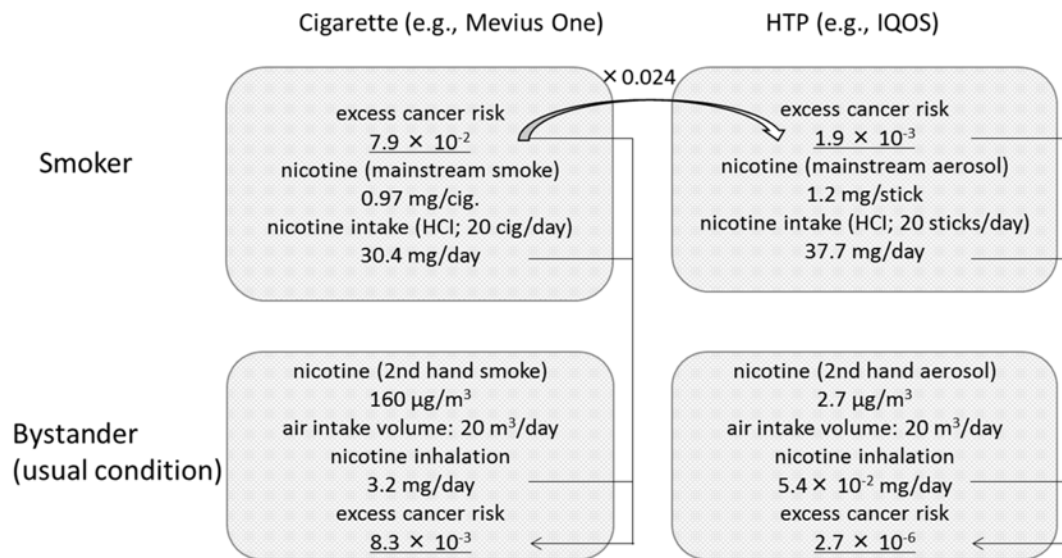 Cigarette (e.g., Mevius One)
HTP (e.g., IQOS)
× 0.024
Smoker
excess cancer risk
7.9 × 10⁻²
nicotine (mainstream smoke)
0.97 mg/cig.
nicotine intake (HCI; 20 cig/day)
30.4 mg/day
excess cancer risk
1.9 × 10⁻³
nicotine (mainstream aerosol)
1.2 mg/stick
nicotine intake (HCI; 20 sticks/day)
37.7 mg/day
Bystander
(usual condition)
nicotine (2nd hand smoke)
160 µg/m³
air intake volume: 20 m³/day
nicotine inhalation
3.2 mg/day
excess cancer risk
8.3 × 10⁻³
nicotine (2nd hand aerosol)
2.7 µg/m³
air intake volume: 20 m³/day
nicotine inhalation
5.4 × 10⁻² mg/day
excess cancer risk
2.7 × 10⁻⁶